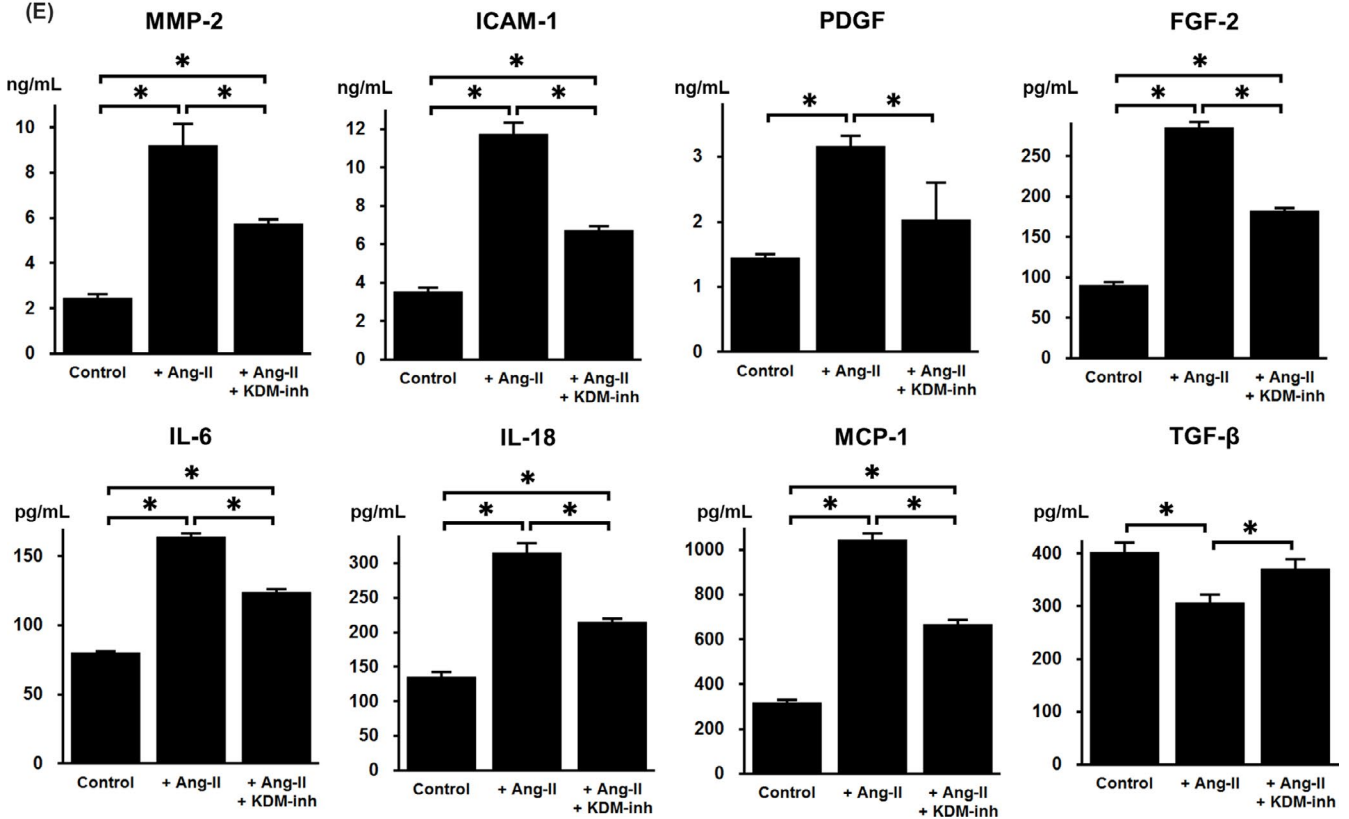 (E)
MMP-2
ng/mL
* 
* *
10
8
6
4
2
0
Control + Ang-II + Ang-II
+ KDM-inh
ICAM-1
ng/mL
*
* *
12
10
8
6
4
2
0
Control + Ang-II + Ang-II
+ KDM-inh
PDGF
ng/mL
* *
3
2
1
0
Control + Ang-II + Ang-II
+ KDM-inh
FGF-2
pg/mL
*
* *
250
200
150
100
50
0
Control + Ang-II + Ang-II
+ KDM-inh
IL-6
pg/mL
*
* *
150
100
50
0
Control + Ang-II + Ang-II
+ KDM-inh
IL-18
pg/mL
*
* *
300
250
200
150
100
50
0
Control + Ang-II + Ang-II
+ KDM-inh
MCP-1
pg/mL
*
* *
1000
800
600
400
200
0
Control + Ang-II + Ang-II
+ KDM-inh
TGF-β
pg/mL
* *
400
300
200
100
0
Control + Ang-II + Ang-II
+ KDM-inh